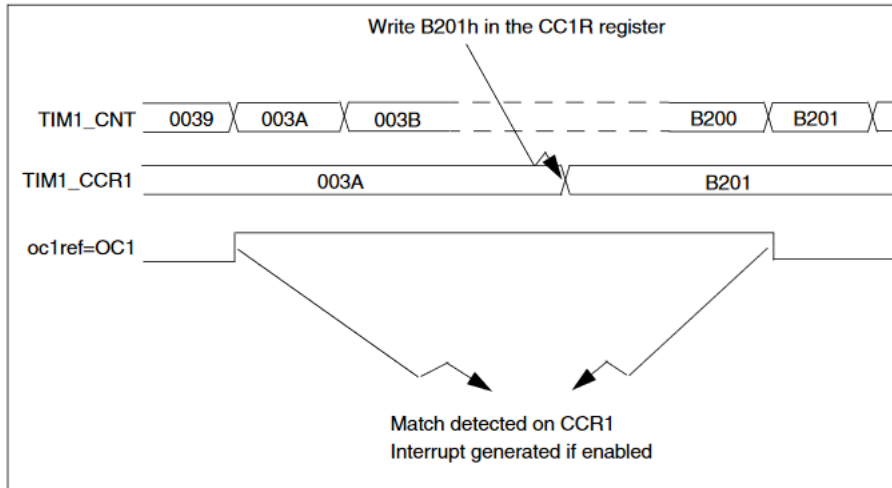 Write B201h in the CC1R register
TIM1_CNT 0039 003A 003B B200 B201
TIM1_CCR1 003A B201
oc1ref=OC1
Match detected on CCR1
Interrupt generated if enabled